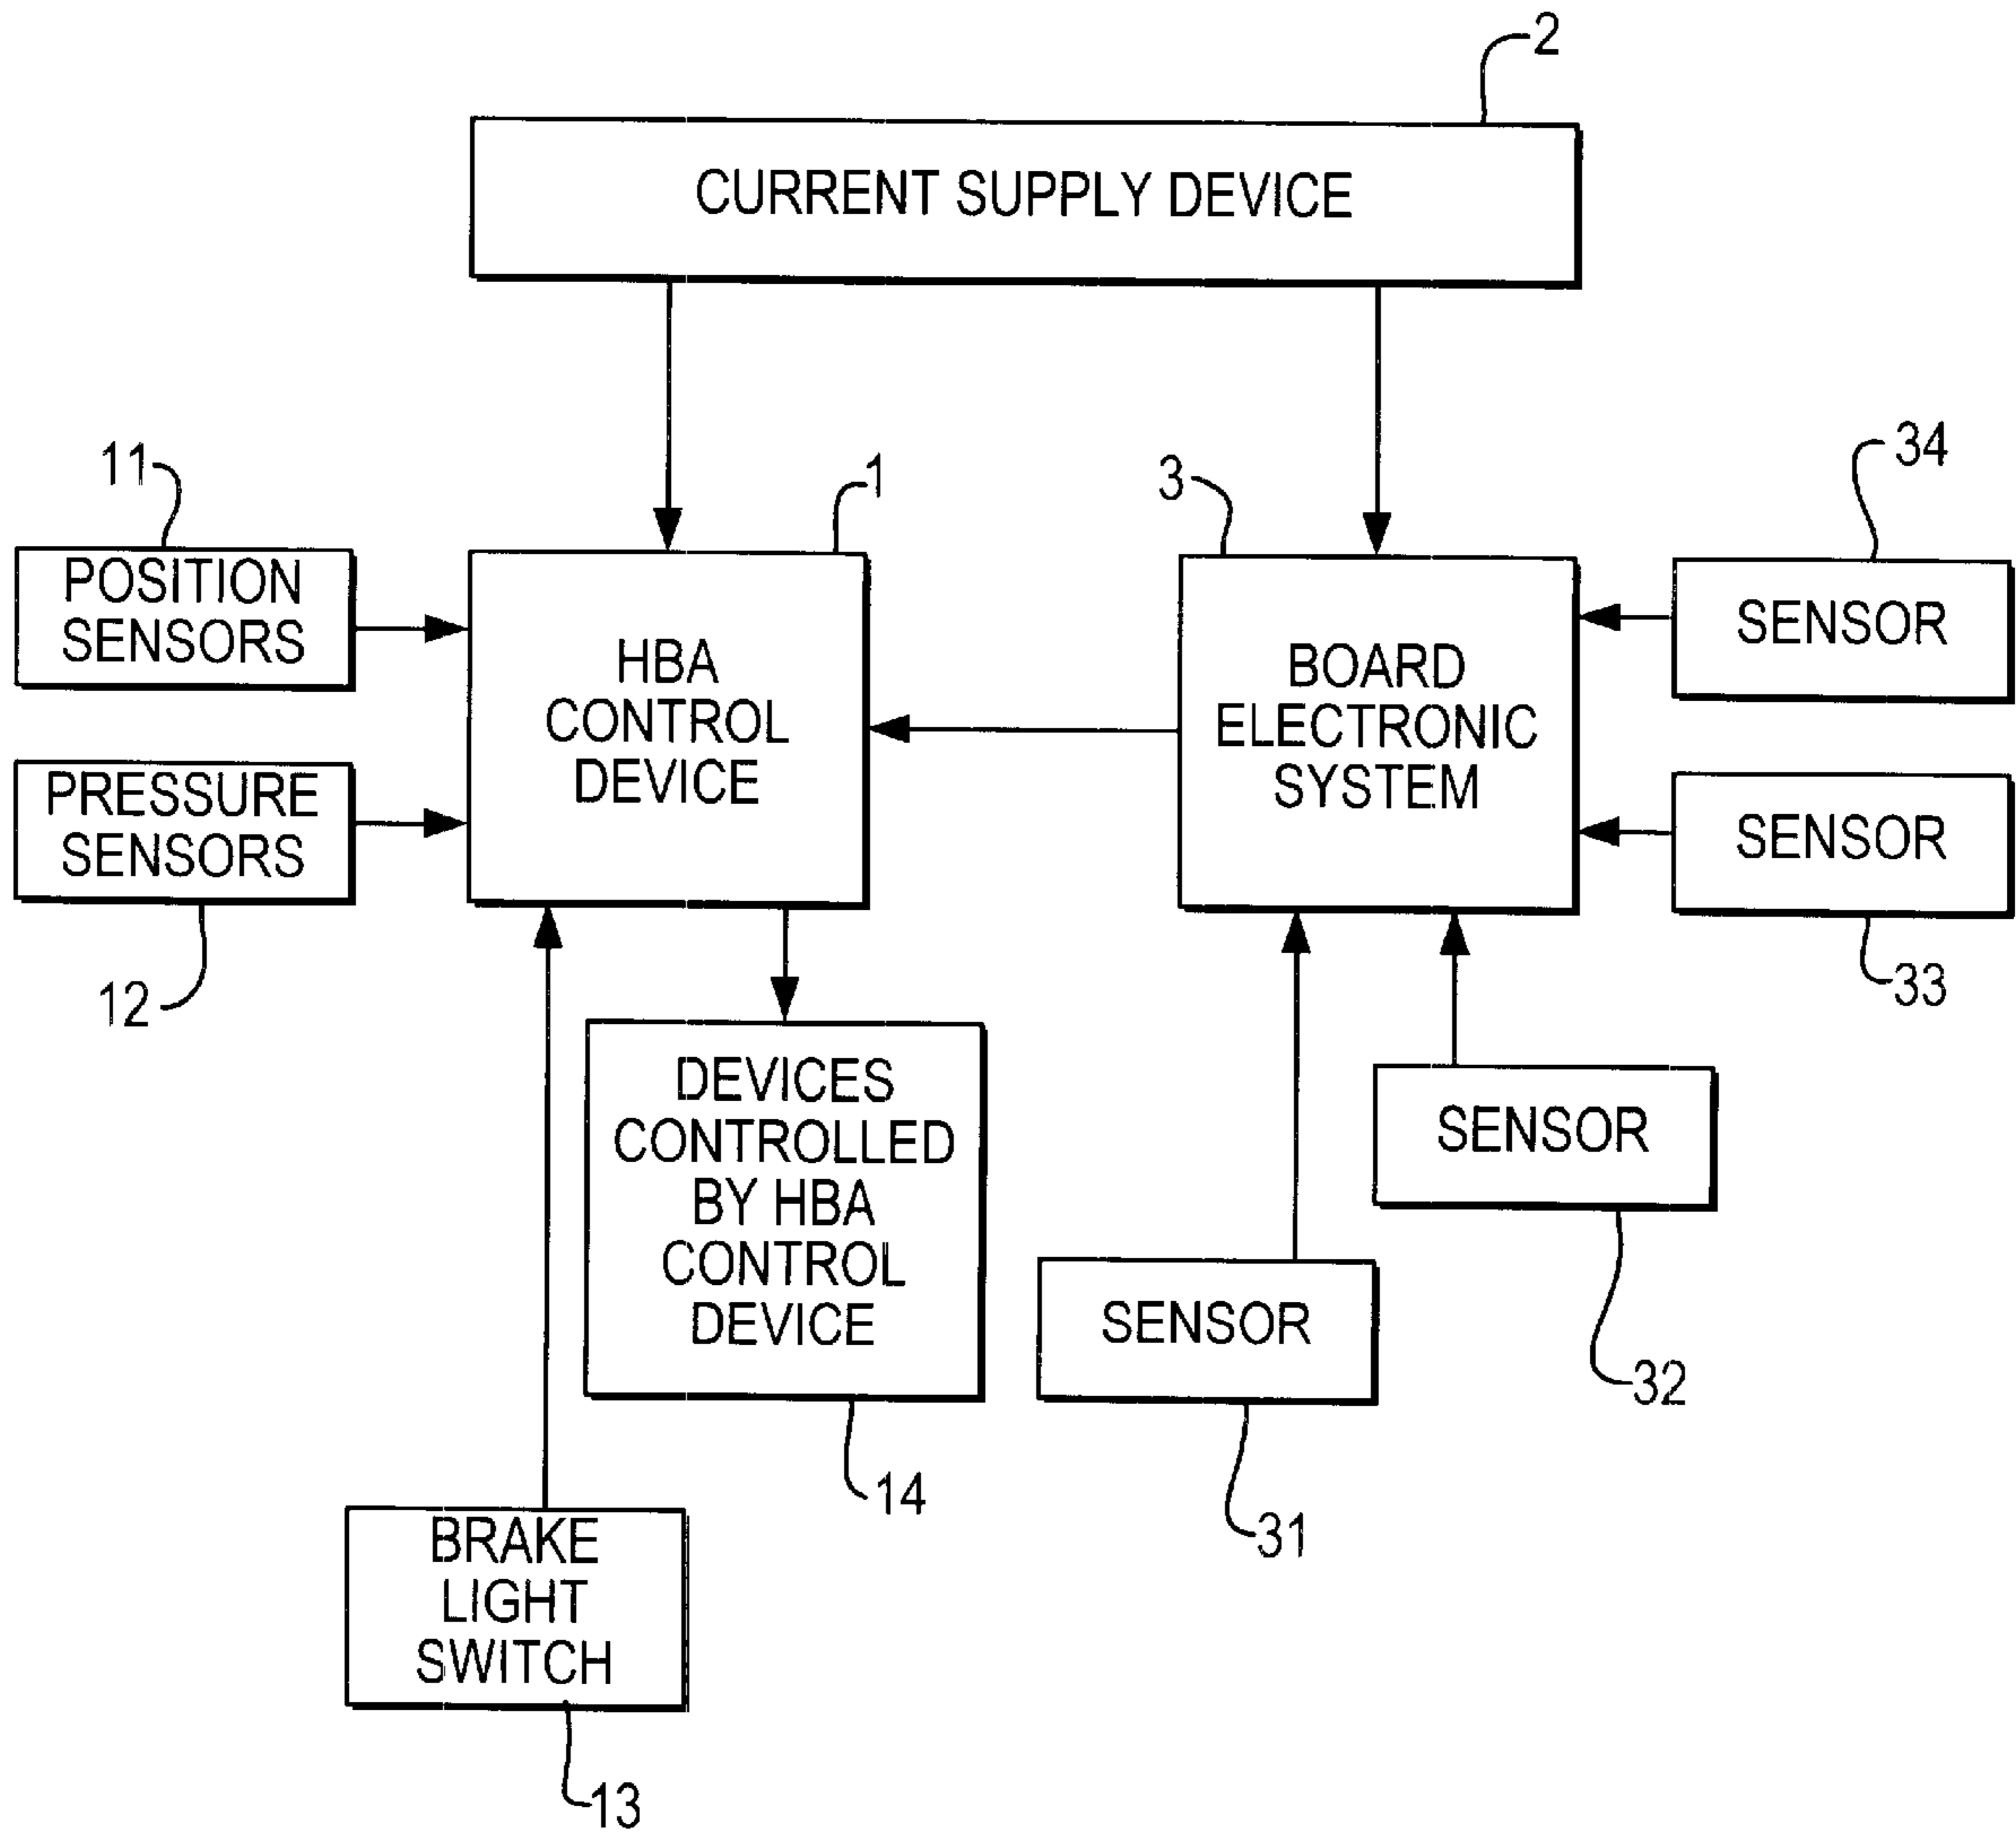 2
CURRENT SUPPLY DEVICE
11
1
3
34
POSITION
SENSORS
HBA
CONTROL
DEVICE
BOARD
ELECTRONIC
SYSTEM
SENSOR
PRESSURE
SENSORS
SENSOR
12
33
DEVICES
CONTROLLED
BY HBA
CONTROL
DEVICE
SENSOR
32
SENSOR
31
14
BRAKE
LIGHT
SWITCH
13